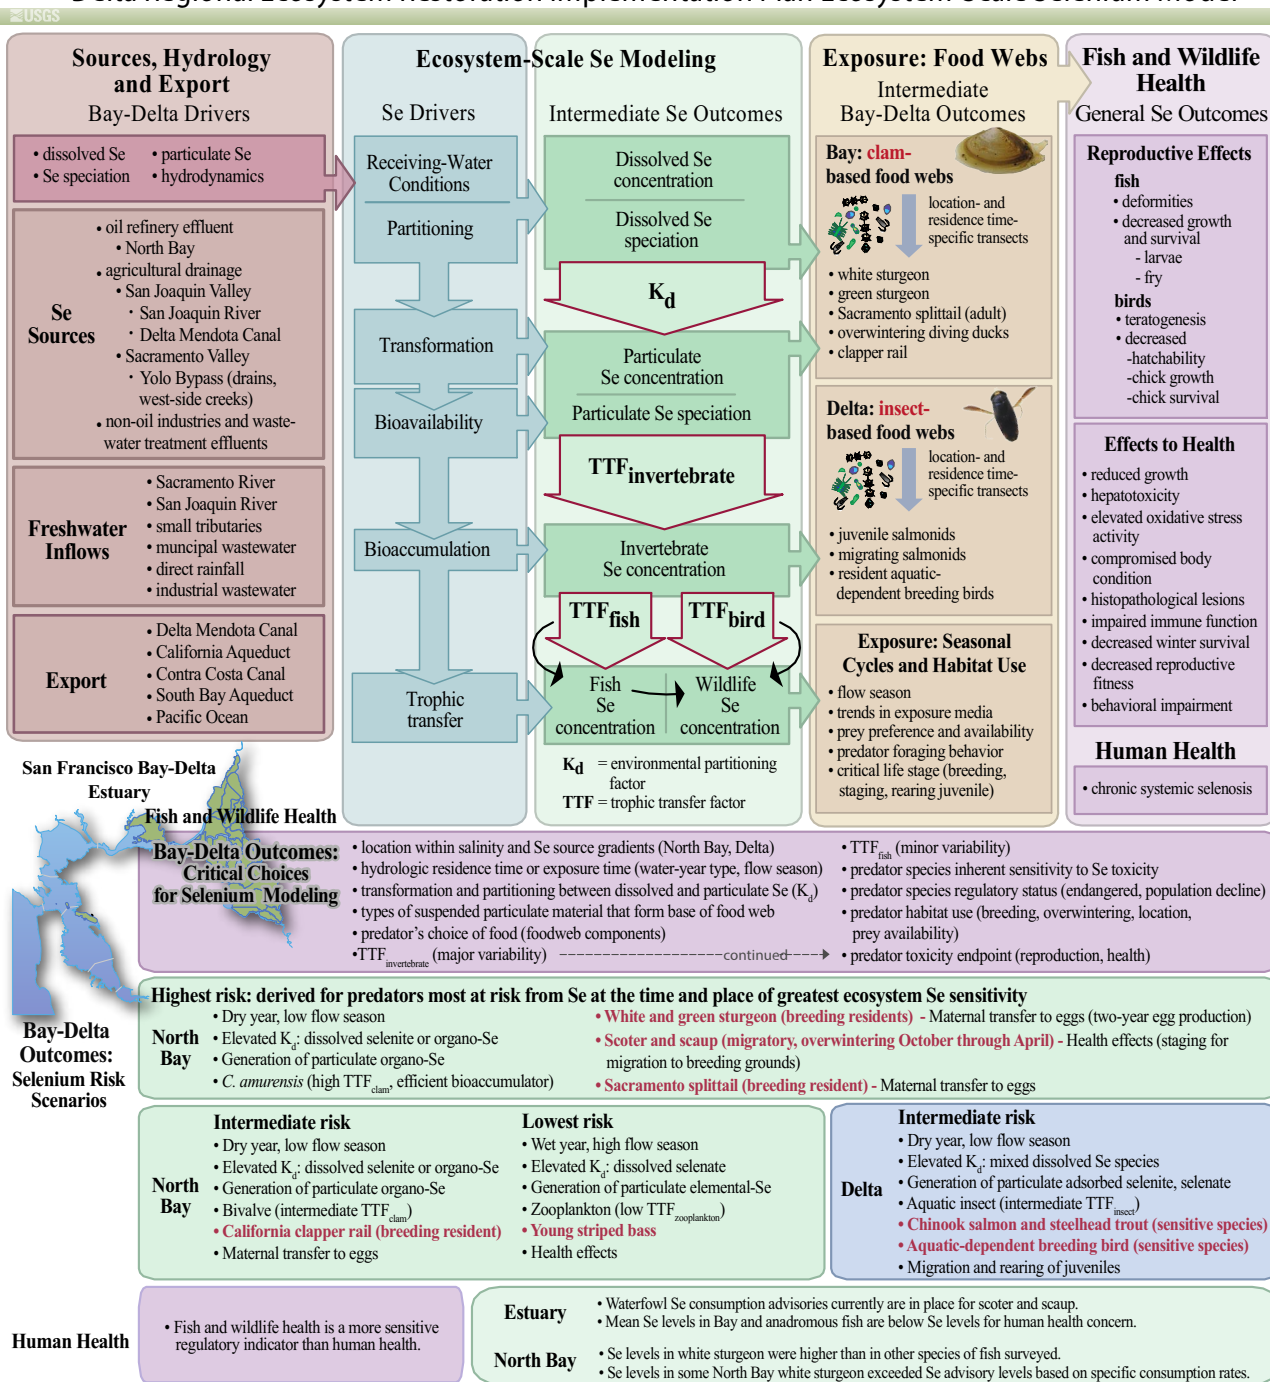 Delta Regional Ecosystem Restoration Implementation Plan Ecosystem-Scale Selenium Model
USGS
Sources, Hydrology
and Export
Bay-Delta Drivers
• dissolved Se
• Se speciation
• particulate Se
• hydrodynamics
Se
Sources
• oil refinery effluent
• North Bay
• agricultural drainage
• San Joaquin Valley
• San Joaquin River
• Delta Mendota Canal
• Sacramento Valley
• Yolo Bypass (drains,
west-side creeks)
• non-oil industries and waste-
water treatment effluents
Freshwater
Inflows
• Sacramento River
• San Joaquin River
• small tributaries
• muncipal wastewater
• direct rainfall
• industrial wastewater
Export
• Delta Mendota Canal
• California Aqueduct
• Contra Costa Canal
• South Bay Aqueduct
• Pacific Ocean
Ecosystem-Scale Se Modeling
Se Drivers
Receiving-Water
Conditions
Partitioning
Transformation
Bioavailability
Bioaccumulation
Trophic
transfer
Intermediate Se Outcomes
Dissolved Se
concentration
Dissolved Se
speciation
Kd
Particulate
Se concentration
Particulate Se speciation
TTFinvertebrate
Invertebrate
Se concentration
TTFfish
TTFbird
Fish
Se
concentration
Wildlife
Se
concentration
Kd = environmental partitioning
factor
TTF = trophic transfer factor
Exposure: Food Webs
Intermediate
Bay-Delta Outcomes
Bay: clam-
based food webs
location- and
residence time-
specific transects
• white sturgeon
• green sturgeon
• Sacramento splittail (adult)
• overwintering diving ducks
• clapper rail
Delta: insect-
based food webs
location- and
residence time-
specific transects
• juvenile salmonids
• migrating salmonids
• resident aquatic-
dependent breeding birds
Exposure: Seasonal
Cycles and Habitat Use
• flow season
• trends in exposure media
• prey preference and availability
• predator foraging behavior
• critical life stage (breeding,
staging, rearing juvenile)
Fish and Wildlife
Health
General Se Outcomes
Reproductive Effects
fish
• deformities
• decreased growth
and survival
- larvae
- fry
birds
• teratogenesis
• decreased
-hatchability
-chick growth
-chick survival
Effects to Health
• reduced growth
• hepatotoxicity
• elevated oxidative stress
activity
• compromised body
condition
• histopathological lesions
• impaired immune function
• decreased winter survival
• decreased reproductive
fitness
• behavioral impairment
Human Health
• chronic systemic selenosis
San Francisco Bay-Delta
Estuary
Fish and Wildlife Health
Bay-Delta Outcomes:
Critical Choices
for Selenium Modeling
• location within salinity and Se source gradients (North Bay, Delta)
• hydrologic residence time or exposure time (water-year type, flow season)
• transformation and partitioning between dissolved and particulate Se (Kd)
• types of suspended particulate material that form base of food web
• predator's choice of food (foodweb components)
•TTFinvertebrate (major variability)
continued
• TTFfish (minor variability)
• predator species inherent sensitivity to Se toxicity
• predator species regulatory status (endangered, population decline)
• predator habitat use (breeding, overwintering, location,
prey availability)
• predator toxicity endpoint (reproduction, health)
Bay-Delta
Outcomes:
Selenium Risk
Scenarios
Highest risk: derived for predators most at risk from Se at the time and place of greatest ecosystem Se sensitivity
North
Bay
• Dry year, low flow season
• Elevated Kd: dissolved selenite or organo-Se
• Generation of particulate organo-Se
• C. amurensis (high TTFclam, efficient bioaccumulator)
• White and green sturgeon (breeding residents) - Maternal transfer to eggs (two-year egg production)
• Scoter and scaup (migratory, overwintering October through April) - Health effects (staging for
migration to breeding grounds)
• Sacramento splittail (breeding resident) - Maternal transfer to eggs
North
Bay
Intermediate risk
• Dry year, low flow season
• Elevated Kd: dissolved selenite or organo-Se
• Generation of particulate organo-Se
• Bivalve (intermediate TTFclam)
• California clapper rail (breeding resident)
• Maternal transfer to eggs
Lowest risk
• Wet year, high flow season
• Elevated Kd: dissolved selenate
• Generation of particulate elemental-Se
• Zooplankton (low TTFzooplankton)
• Young striped bass
• Health effects
Delta
Intermediate risk
• Dry year, low flow season
• Elevated Kd: mixed dissolved Se species
• Generation of particulate adsorbed selenite, selenate
• Aquatic insect (intermediate TTFinsect)
• Chinook salmon and steelhead trout (sensitive species)
• Aquatic-dependent breeding bird (sensitive species)
• Migration and rearing of juveniles
Human Health
• Fish and wildlife health is a more sensitive
regulatory indicator than human health.
Estuary
• Waterfowl Se consumption advisories currently are in place for scoter and scaup.
• Mean Se levels in Bay and anadromous fish are below Se levels for human health concern.
North Bay
• Se levels in white sturgeon were higher than in other species of fish surveyed.
• Se levels in some North Bay white sturgeon exceeded Se advisory levels based on specific consumption rates.